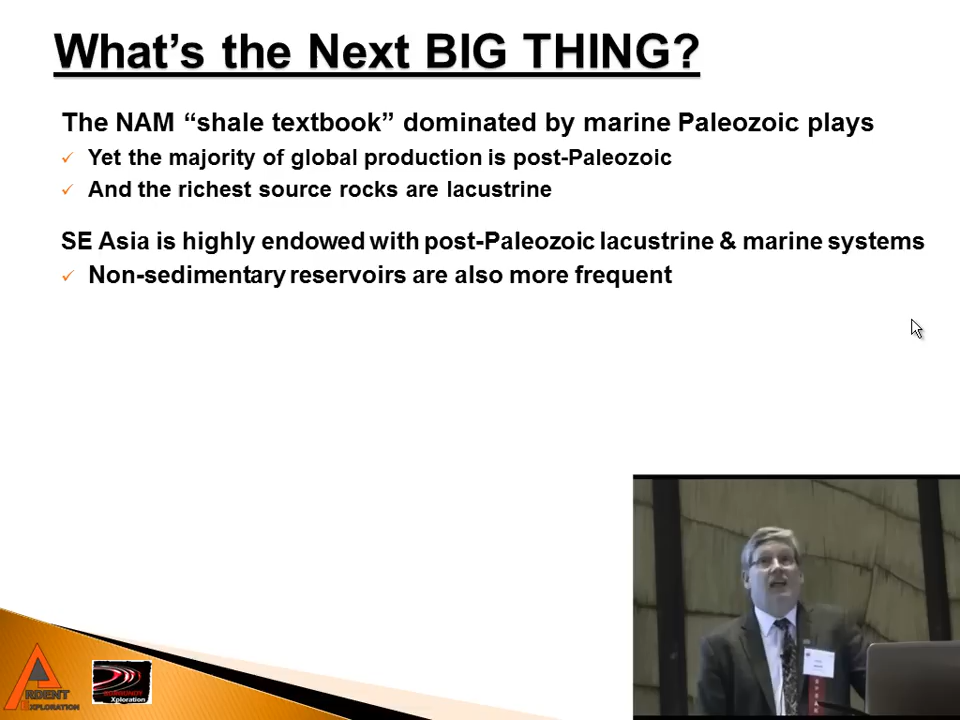 What's the Next BIG THING?
The NAM “shale textbook” dominated by marine Paleozoic plays
Yet the majority of global production is post-Paleozoic
And the richest source rocks are lacustrine
SE Asia is highly endowed with post-Paleozoic lacustrine & marine systems
Non-sedimentary reservoirs are also more frequent
ARDENT
EXPLORATION
Xploration